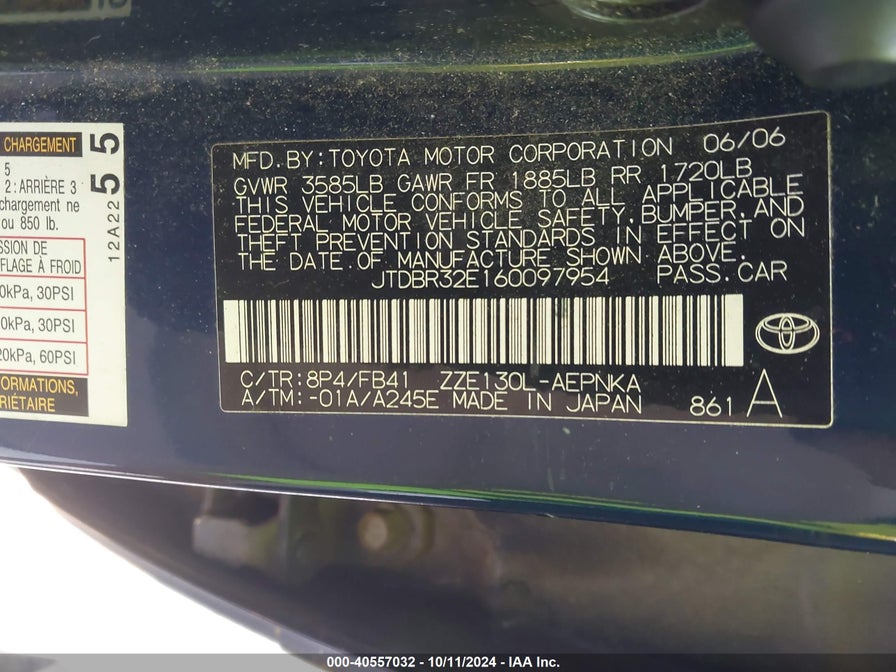 CHARGEMENT
5
2 : ARRIÈRE 3
chargement ne
ou 850 lb.
SSION DE
FLAGE À FROID
0kPa, 30PSI
0kPa, 30PSI
20kPa, 60PSI
12A22 55
MFD. BY: TOYOTA MOTOR CORPORATION 06/06
GVWR 3585LB GAWR FR 1885LB RR 1720LB
THIS VEHICLE CONFORMS TO ALL APPLICABLE
FEDERAL MOTOR VEHICLE SAFETY, BUMPER, AND
THEFT PREVENTION STANDARDS IN EFFECT ON
THE DATE OF MANUFACTURE SHOWN ABOVE.
JTDBR32E160097954 PASS. CAR
C/TR: 8P4/FB41 ZZE130L-AEPNKA
A/TM: -01A/A245E MADE IN JAPAN 861 A
000-40557032 - 10/11/2024 - IAA Inc.